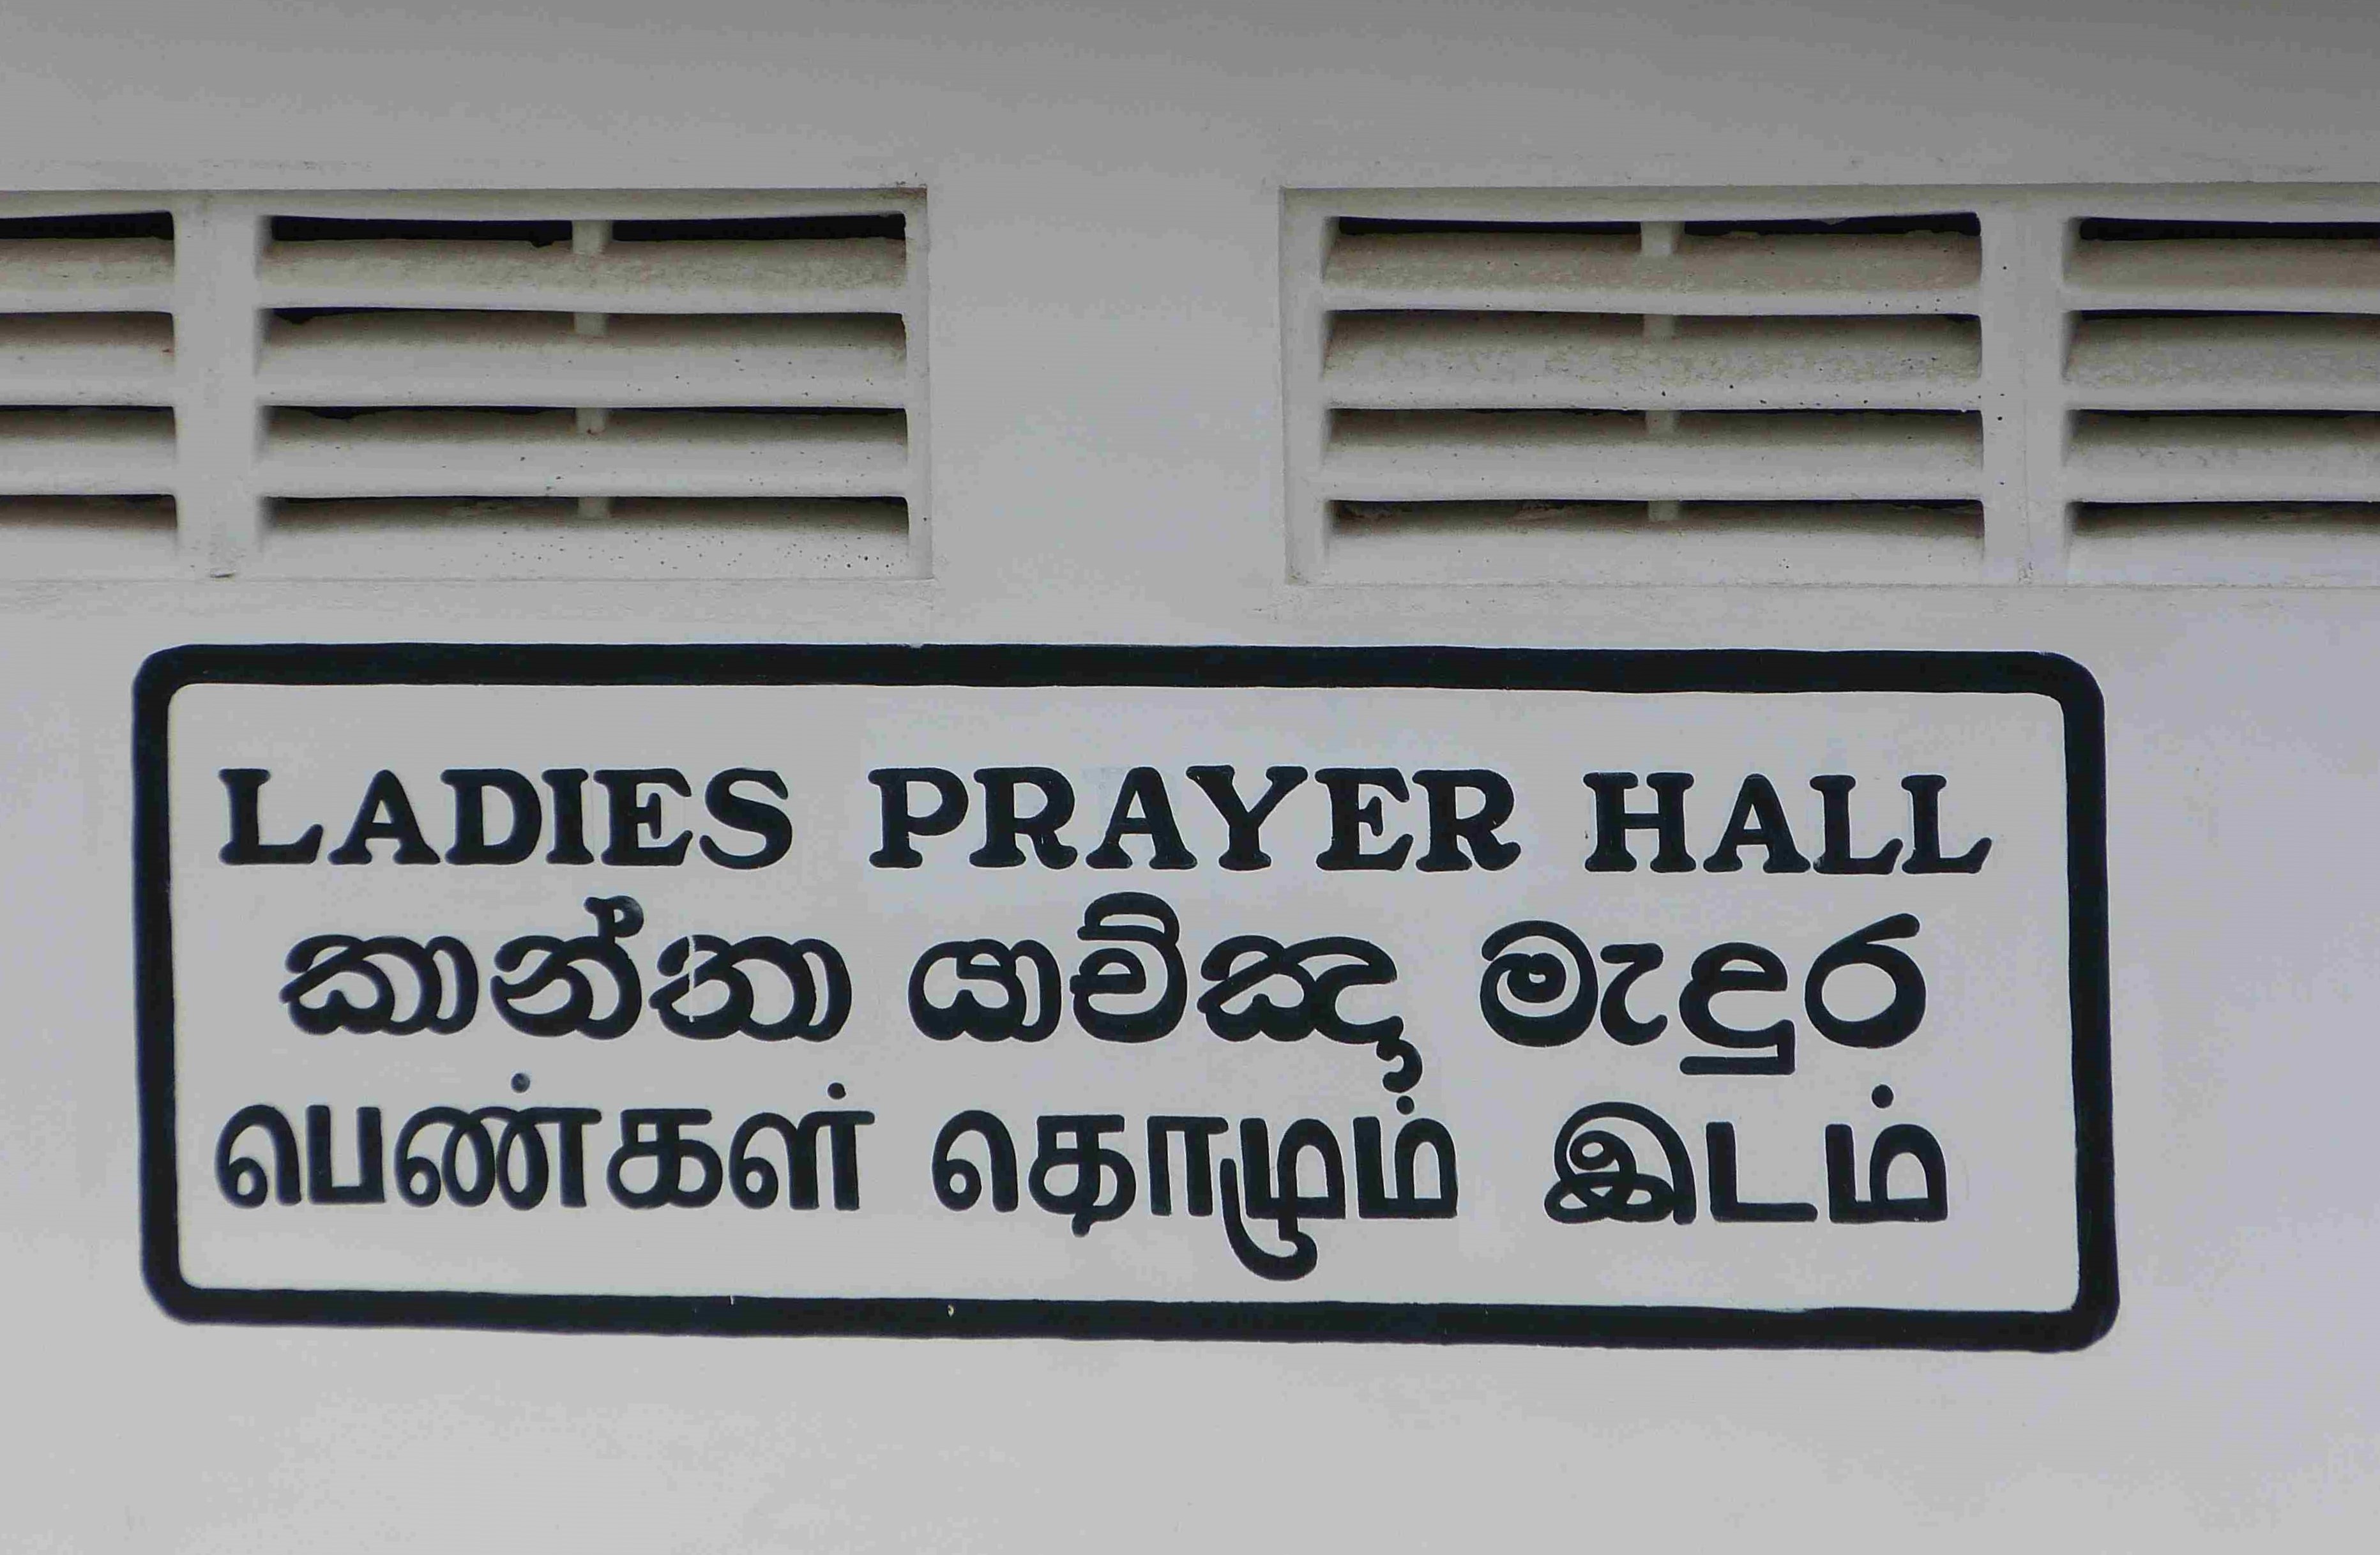 LADIES PRAYER HALL
කාන්තා යාච්ඤ මැදුර
பெண்கள் தொழும் இடம்